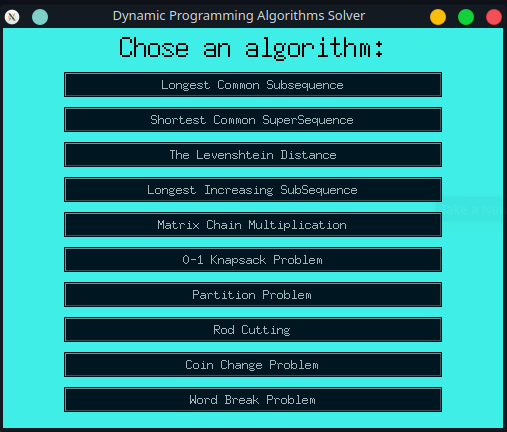 Dynamic Programming Algorithms Solver
Chose an algorithm:
Longest Common Subsequence
Shortest Common SuperSequence
The Levenshtein Distance
Longest Increasing SubSequence
Matrix Chain Multiplication
0-1 Knapsack Problem
Partition Problem
Rod Cutting
Coin Change Problem
Word Break Problem